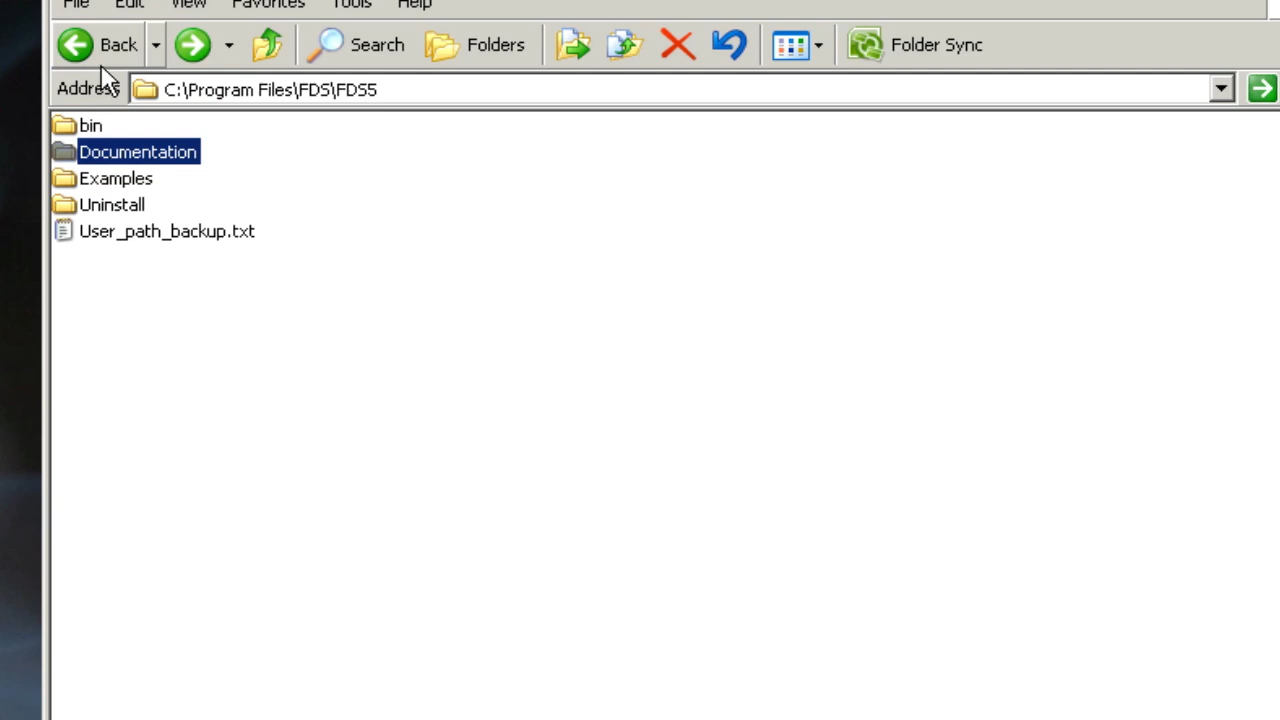 File Edit View Favorites Tools Help
Back Search Folders Folder Sync
Address C:\Program Files\FDS\FDS5
bin
Documentation
Examples
Uninstall
User_path_backup.txt